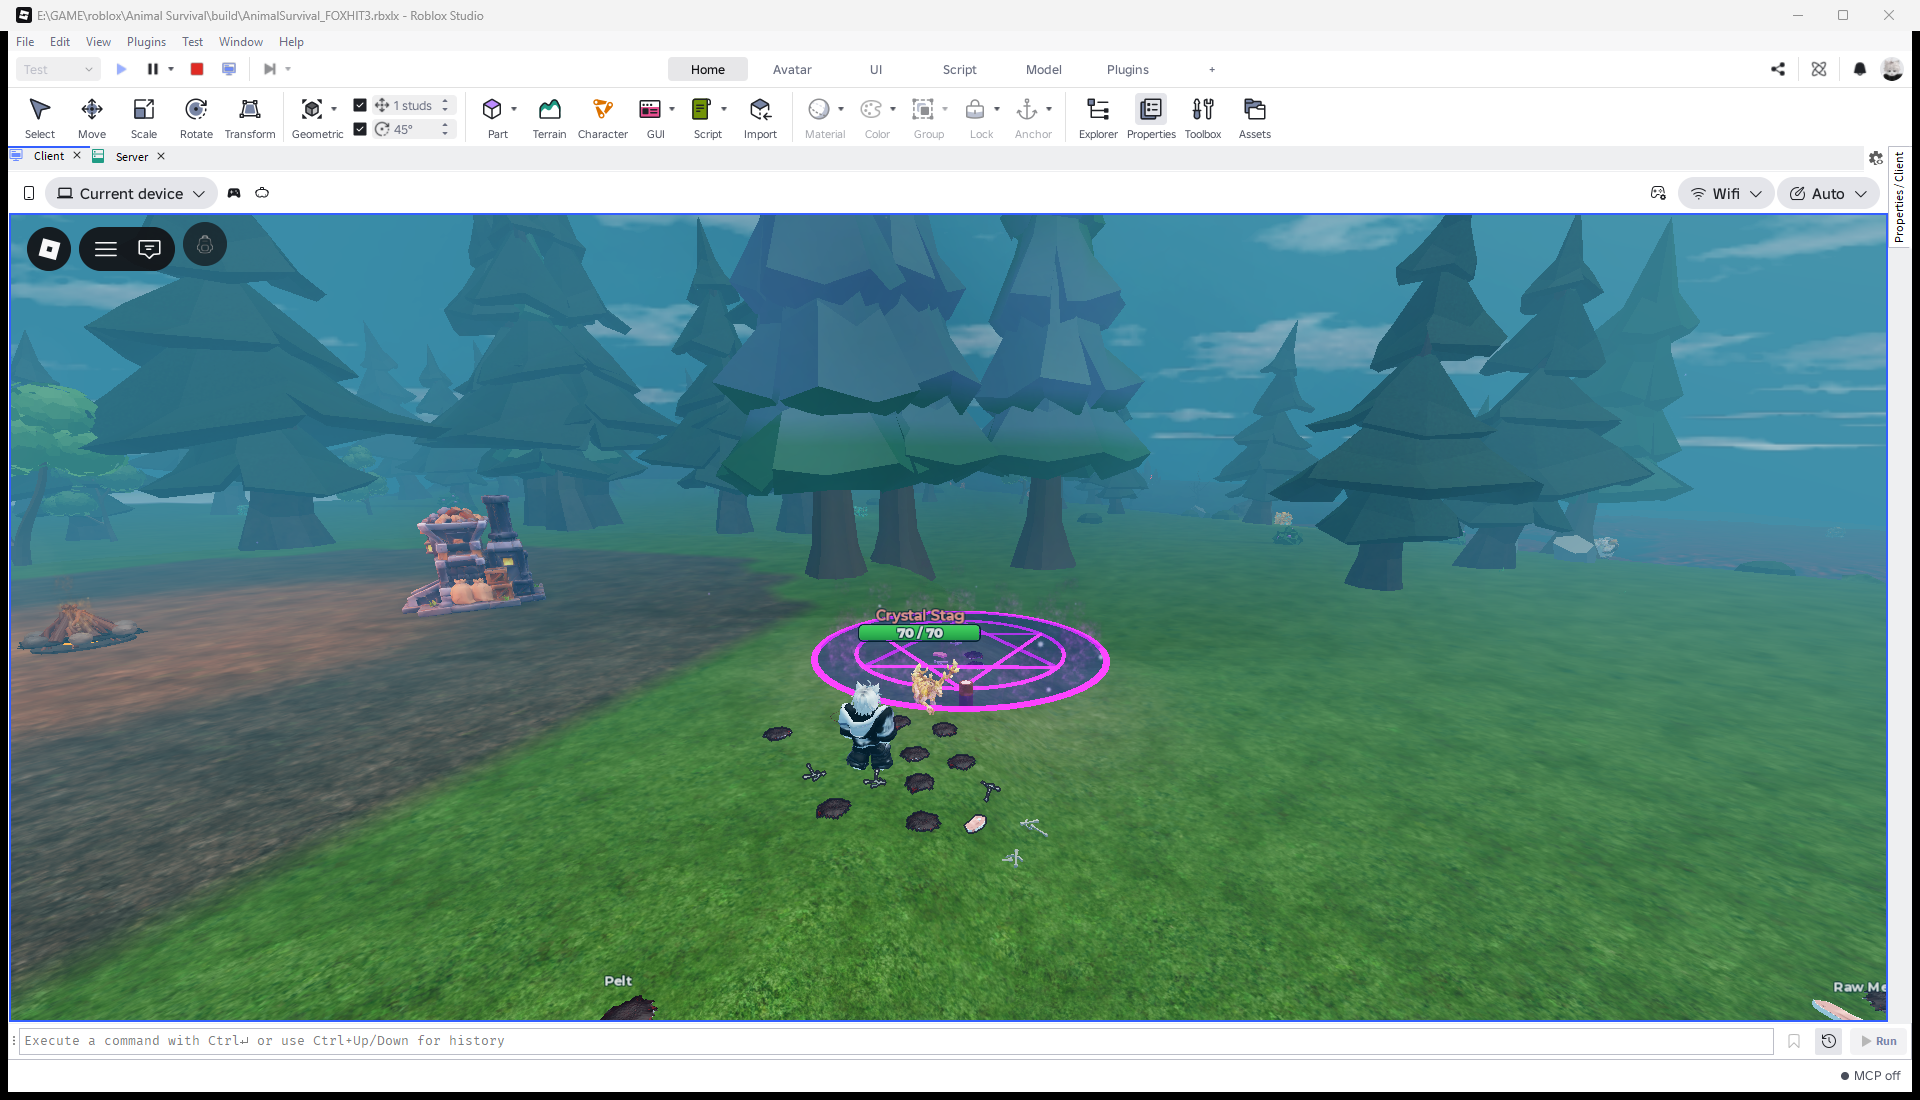 E:\GAME\roblox\Animal Survival\build\AnimalSurvival_FOXHIT3.rbxlx - Roblox Studio
File Edit View Plugins Test Window Help
Test
Home Avatar UI Script Model Plugins +
1 studs
45°
Select Move Scale Rotate Transform Geometric Part Terrain Character GUI Script Import Material Color Group Lock Anchor Explorer Properties Toolbox Assets
Client Server
Properties / Client
Current device
Wifi Auto
Crystal Stag
70 / 70
Pelt
Raw Me
Execute a command with Ctrl↵ or use Ctrl+Up/Down for history
Run
MCP off